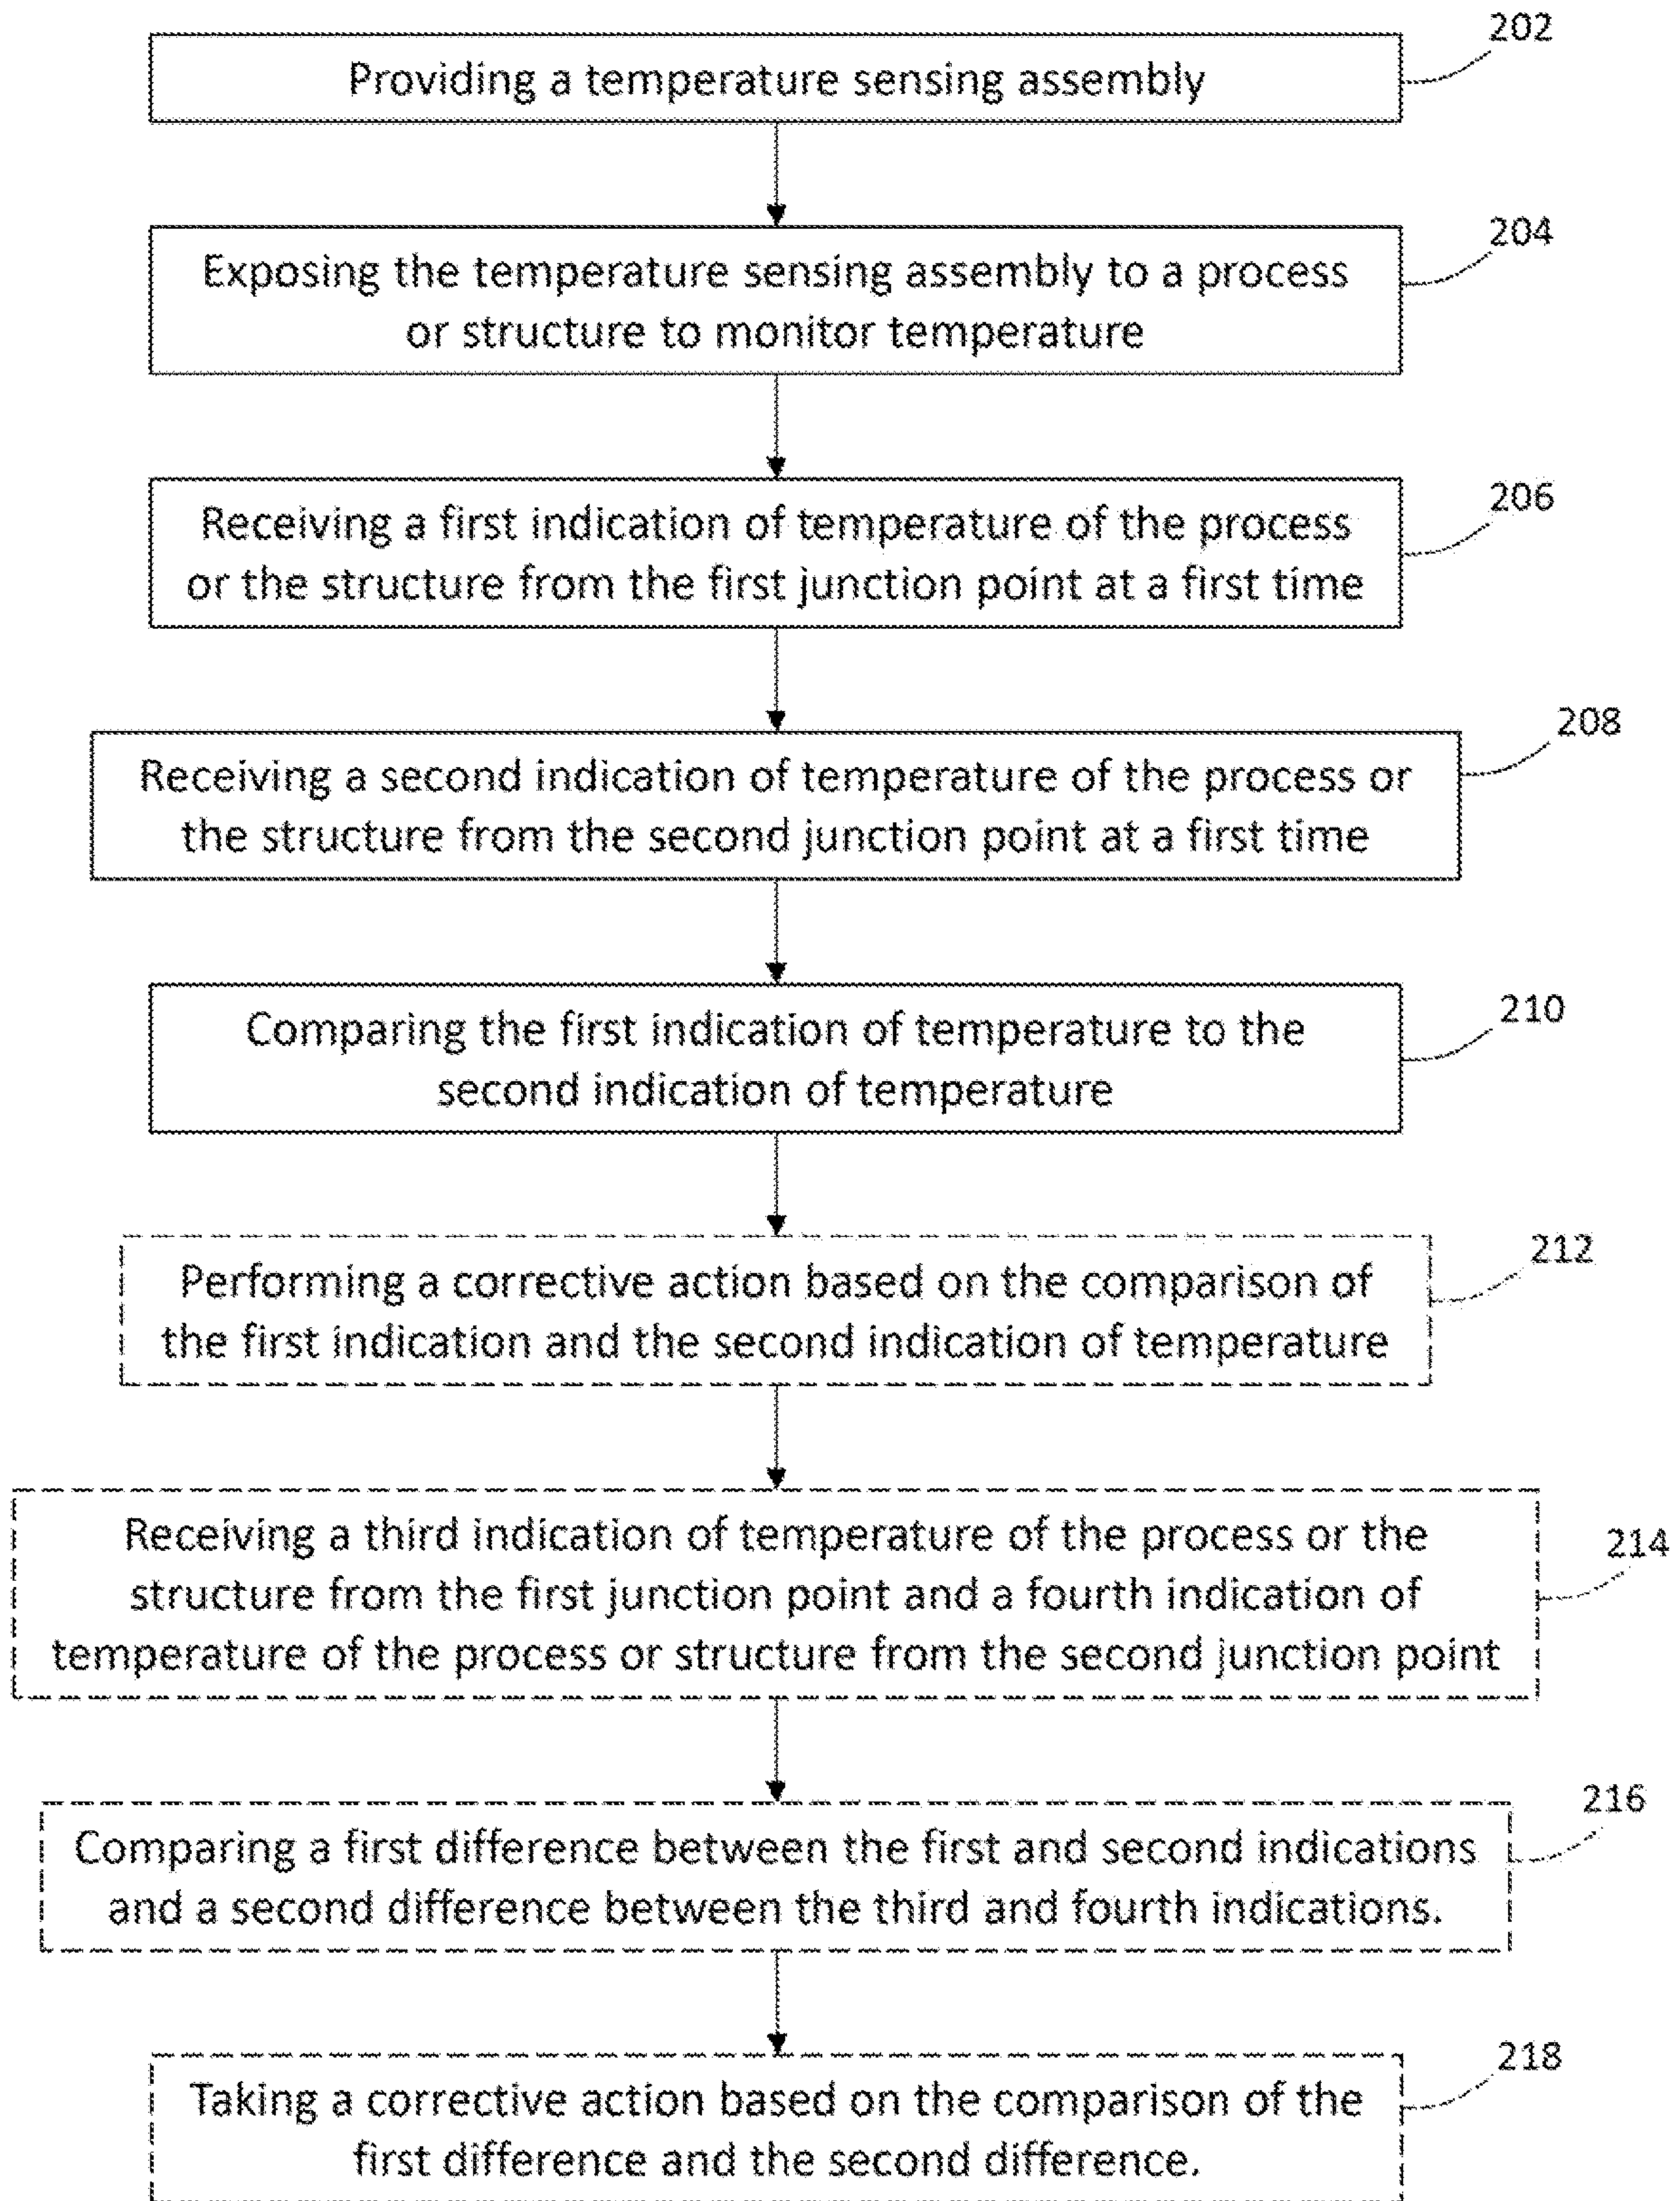 202
Providing a temperature sensing assembly
204
Exposing the temperature sensing assembly to a process
or structure to monitor temperature
206
Receiving a first indication of temperature of the process
or the structure from the first junction point at a first time
208
Receiving a second indication of temperature of the process or
the structure from the second junction point at a first time
210
Comparing the first indication of temperature to the
second indication of temperature
212
Performing a corrective action based on the comparison of
the first indication and the second indication of temperature
214
Receiving a third indication of temperature of the process or the
structure from the first junction point and a fourth indication of
temperature of the process or structure from the second junction point
216
Comparing a first difference between the first and second indications
and a second difference between the third and fourth indications.
218
Taking a corrective action based on the comparison of the
first difference and the second difference.